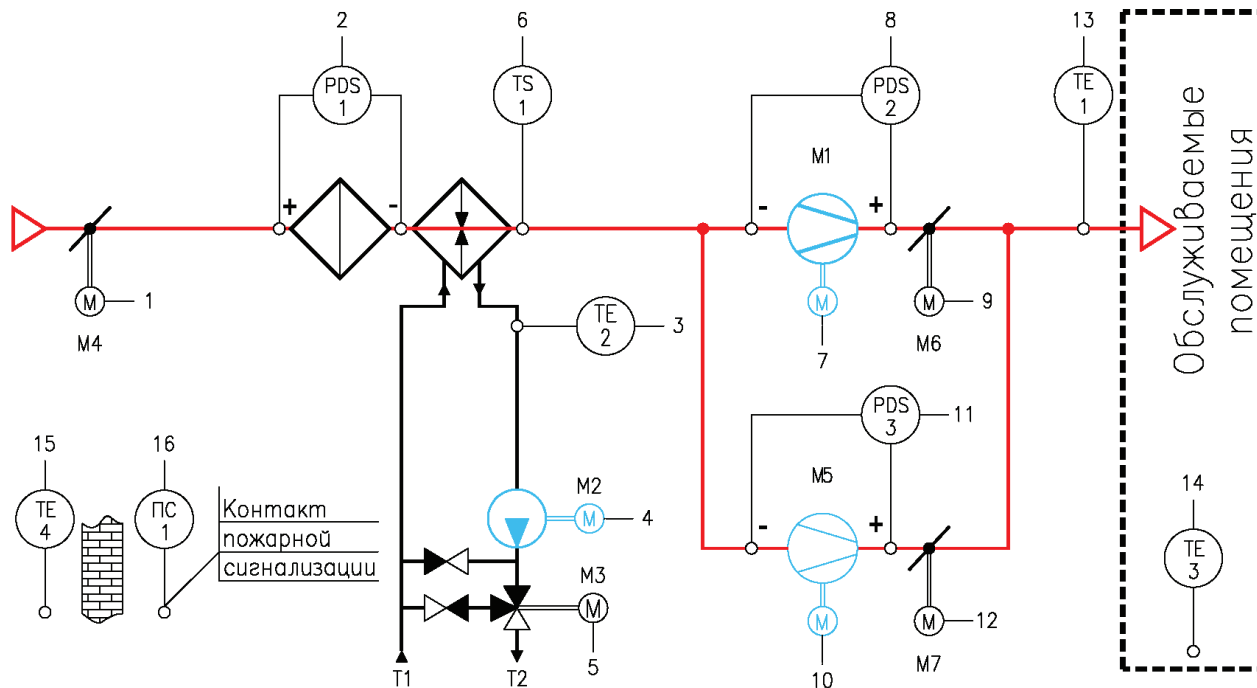 2
6
8
13
PDS
1
TS
1
PDS
2
TE
1
M1
+
-
-
+
M
1
M4
M
7
M
9
M6
TE
2
3
Обслуживаемые
помещения
PDS
3
11
M5
15
16
TE
4
ПС
1
Контакт
пожарной
сигнализации
M2
M
4
-
+
14
TE
3
M3
M
5
M
10
M
12
M7
T1
T2